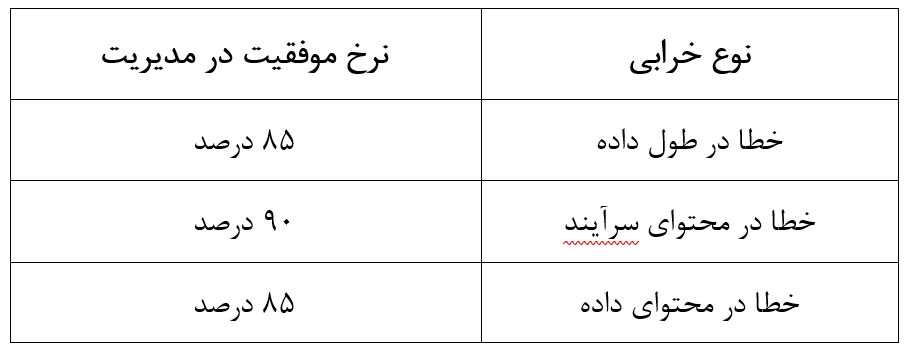 نوع خرابی نرخ موفقیت در مدیریت
خطا در طول داده ۸۵ درصد
خطا در محتوای سرآیند ۹۰ درصد
خطا در محتوای داده ۸۵ درصد